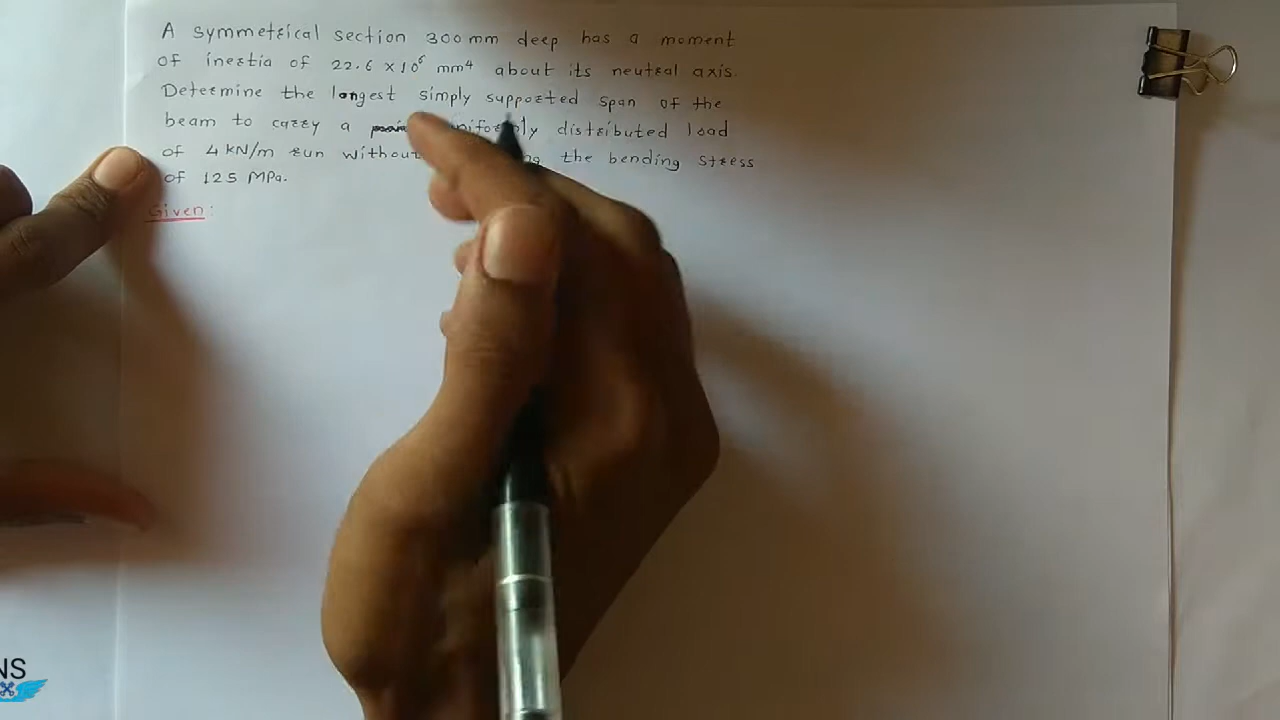 A symmetrical section 300 mm deep has a moment
of inertia of 22.6 × 10⁶ mm⁴ about its neutral axis.
Determine the longest simply supported span of the
beam to carry a distributed load
of 4 kN/m run without the bending stress
of 125 MPa.
Given:
NS